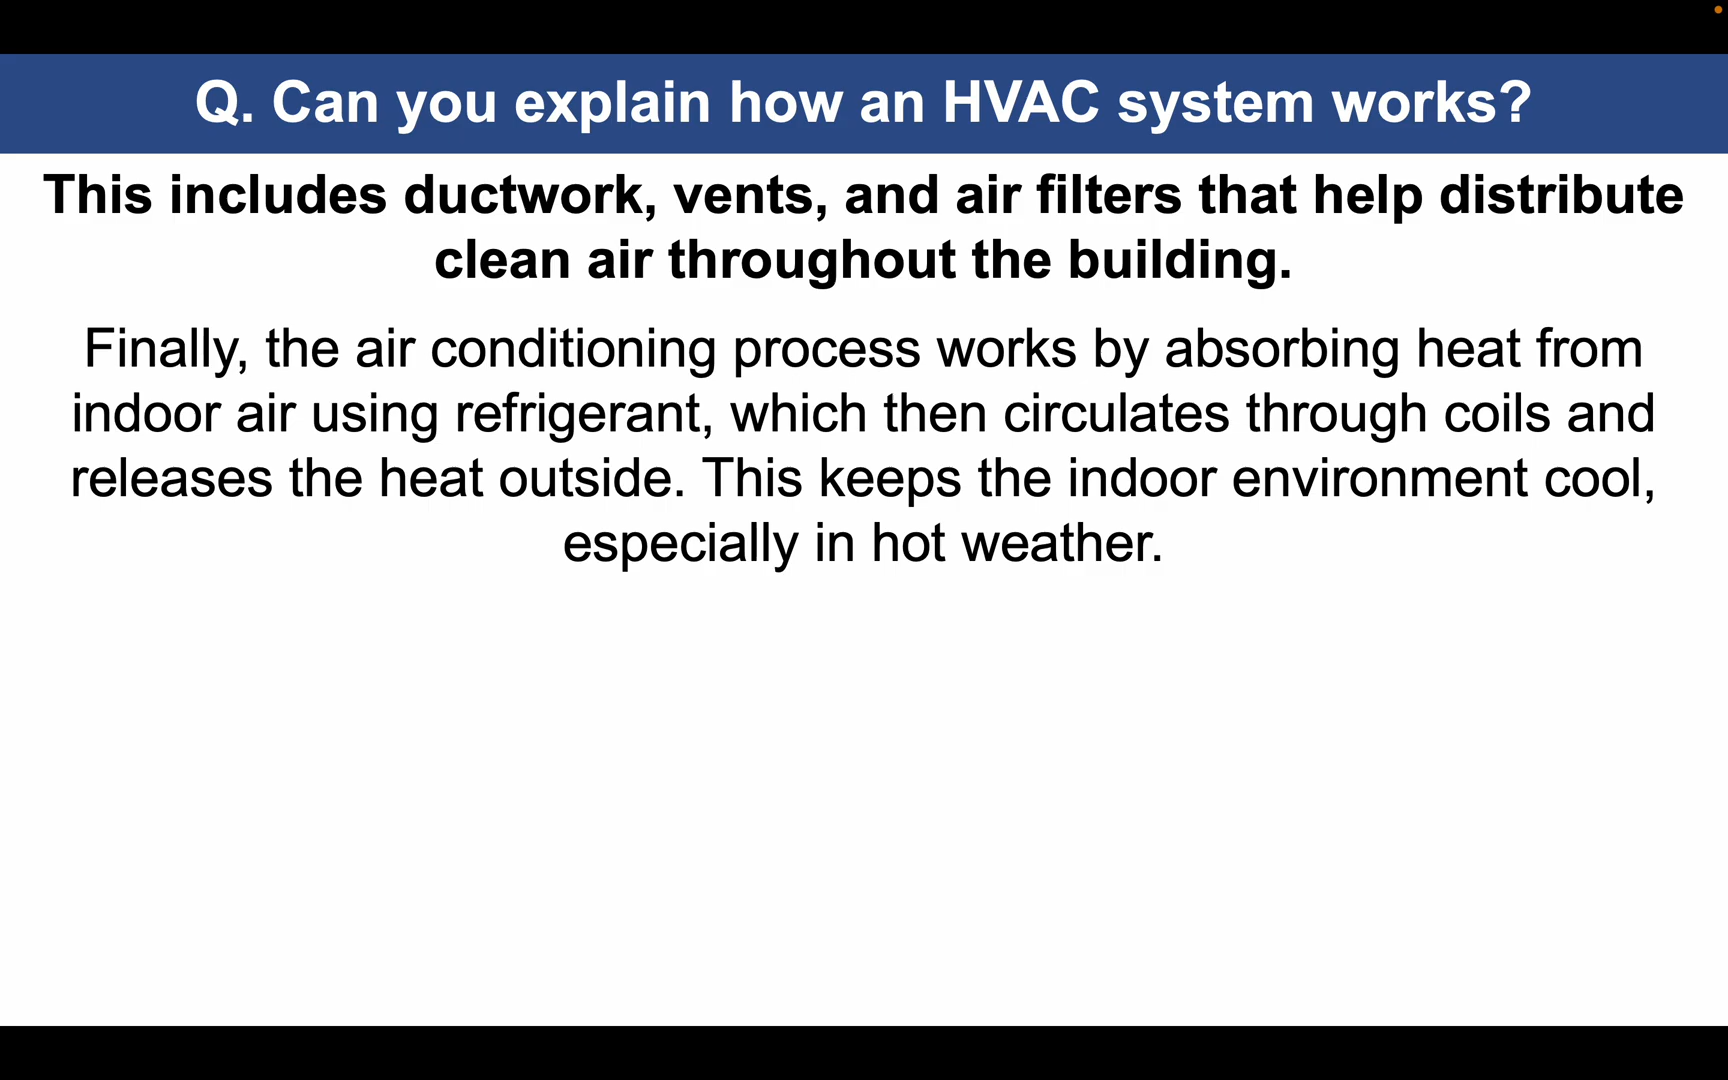 Q. Can you explain how an HVAC system works?
This includes ductwork, vents, and air filters that help distribute
clean air throughout the building.
Finally, the air conditioning process works by absorbing heat from
indoor air using refrigerant, which then circulates through coils and
releases the heat outside. This keeps the indoor environment cool,
especially in hot weather.